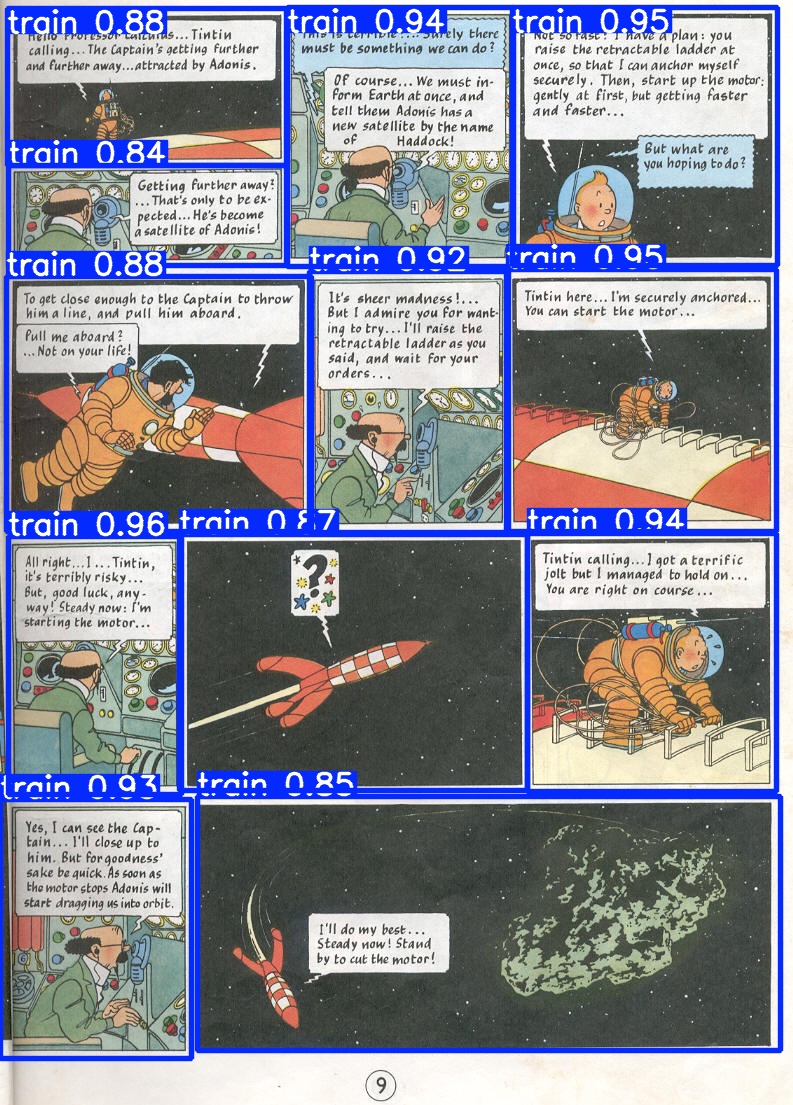 train 0.88
Hello Professor Calculus... Tintin
calling... The Captain's getting further
and further away...attracted by Adonis.
train 0.84
Getting further away?
...That's only to be ex-
pected... He's become
a satellite of Adonis!
train 0.94
This is terrible!... Surely there
must be something we can do?
Of course... We must in-
form Earth at once, and
tell them Adonis has a
new satellite by the name
of Haddock!
train 0.95
Not so fast! I have a plan: you
raise the retractable ladder at
once, so that I can anchor myself
securely. Then, start up the motor:
gently at first, but getting faster
and faster...
But what are
you hoping to do?
train 0.88
To get close enough to the Captain to throw
him a line, and pull him aboard.
Pull me aboard?
...Not on your life!
train 0.92
It's sheer madness!...
But I admire you for want-
ing to try... I'll raise the
retractable ladder as you
said, and wait for your
orders...
train 0.95
Tintin here... I'm securely anchored...
You can start the motor...
train 0.96
All right...I... Tintin,
it's terribly risky...
But, good luck, any-
way! Steady now: I'm
starting the motor...
train 0.87
?
train 0.94
Tintin calling...I got a terrific
jolt but I managed to hold on...
You are right on course...
train 0.93
Yes, I can see the Cap-
tain... I'll close up to
him. But for goodness'
sake be quick. As soon as
the motor stops Adonis will
start dragging us into orbit.
train 0.85
I'll do my best...
Steady now! Stand
by to cut the motor!
9